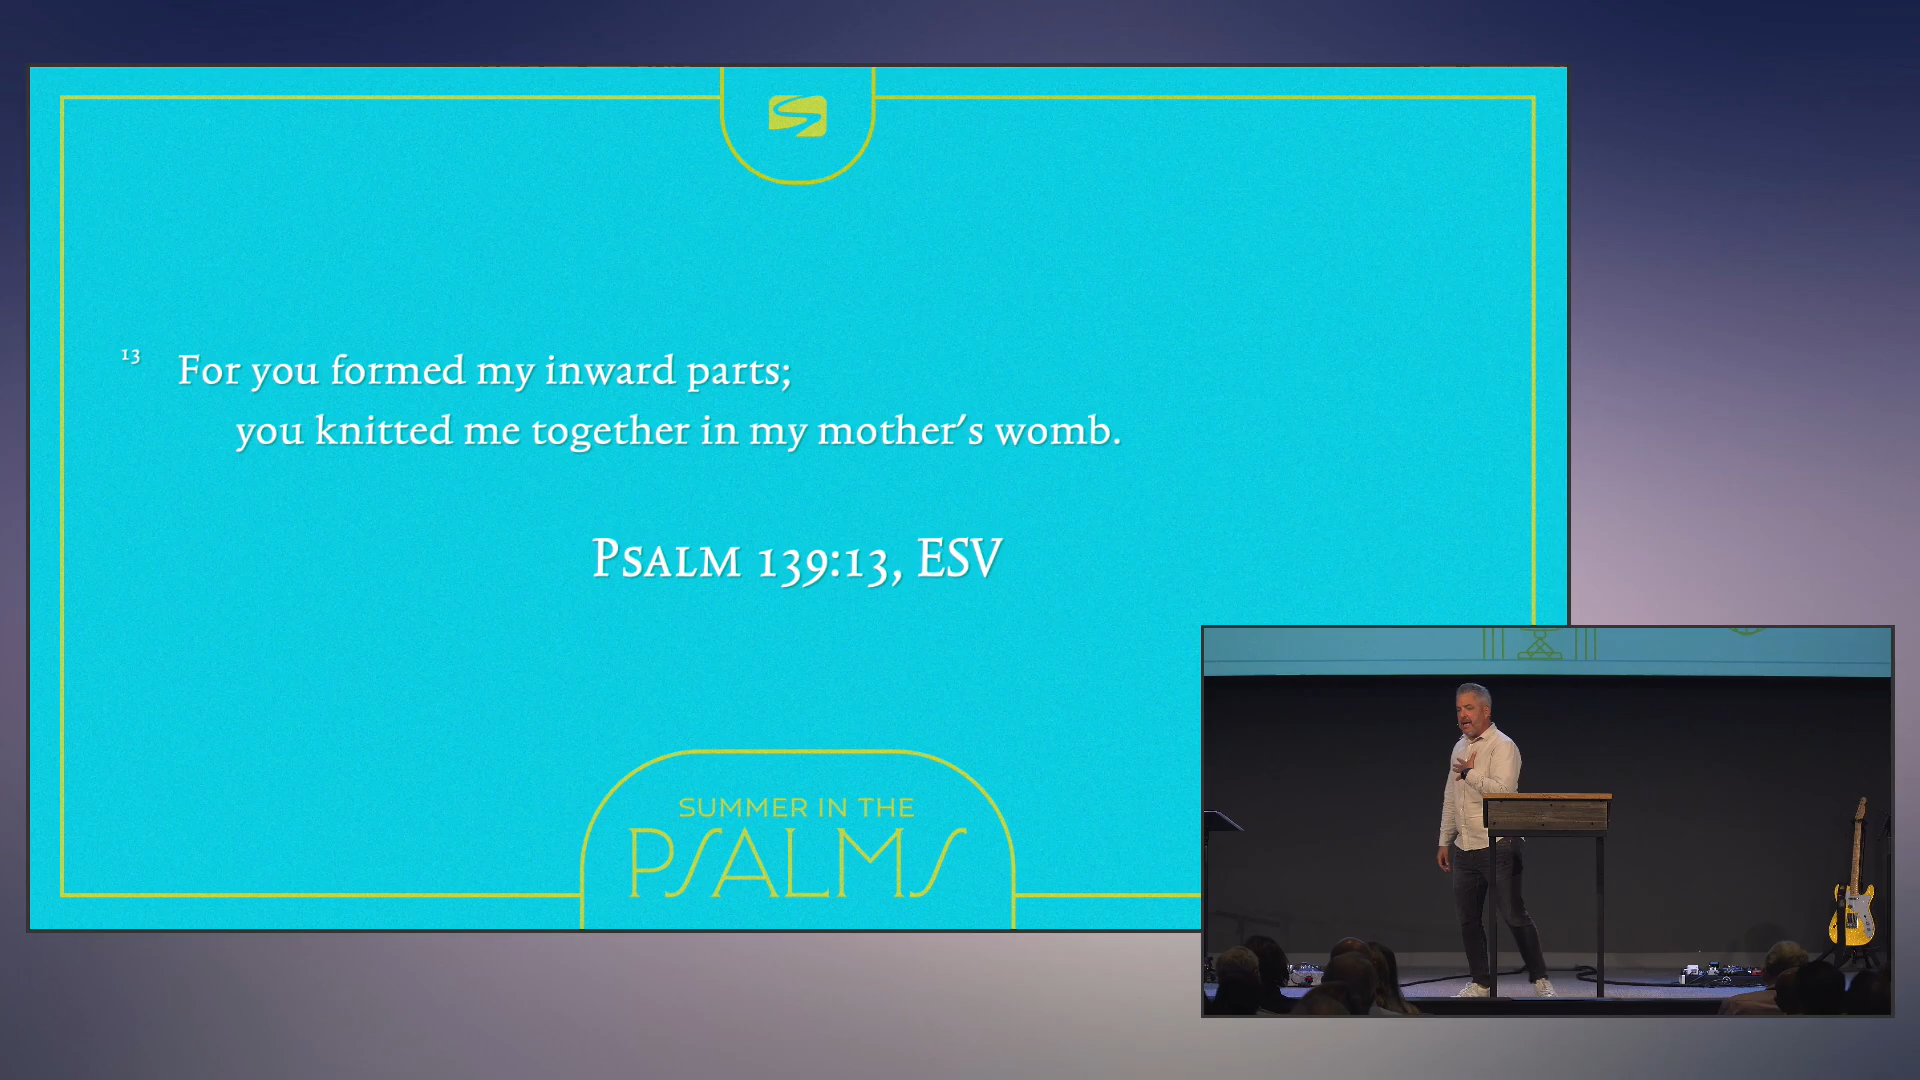 13 For you formed my inward parts;
you knitted me together in my mother's womb.
Psalm 139:13, ESV
SUMMER IN THE
PSALMS